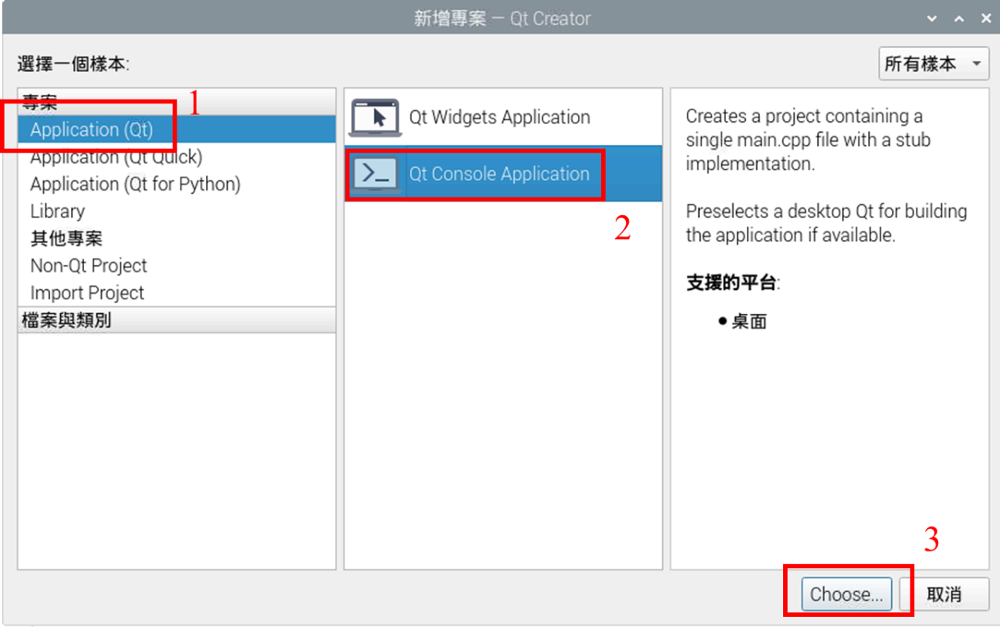 新增專案 — Qt Creator
選擇一個樣本:
所有樣本
專案
1
Application (Qt)
Application (Qt Quick)
Application (Qt for Python)
Library
其他專案
Non-Qt Project
Import Project
檔案與類別
Qt Widgets Application
Qt Console Application
2
Creates a project containing a
single main.cpp file with a stub
implementation.
Preselects a desktop Qt for building
the application if available.
支援的平台:
● 桌面
3
Choose...
取消